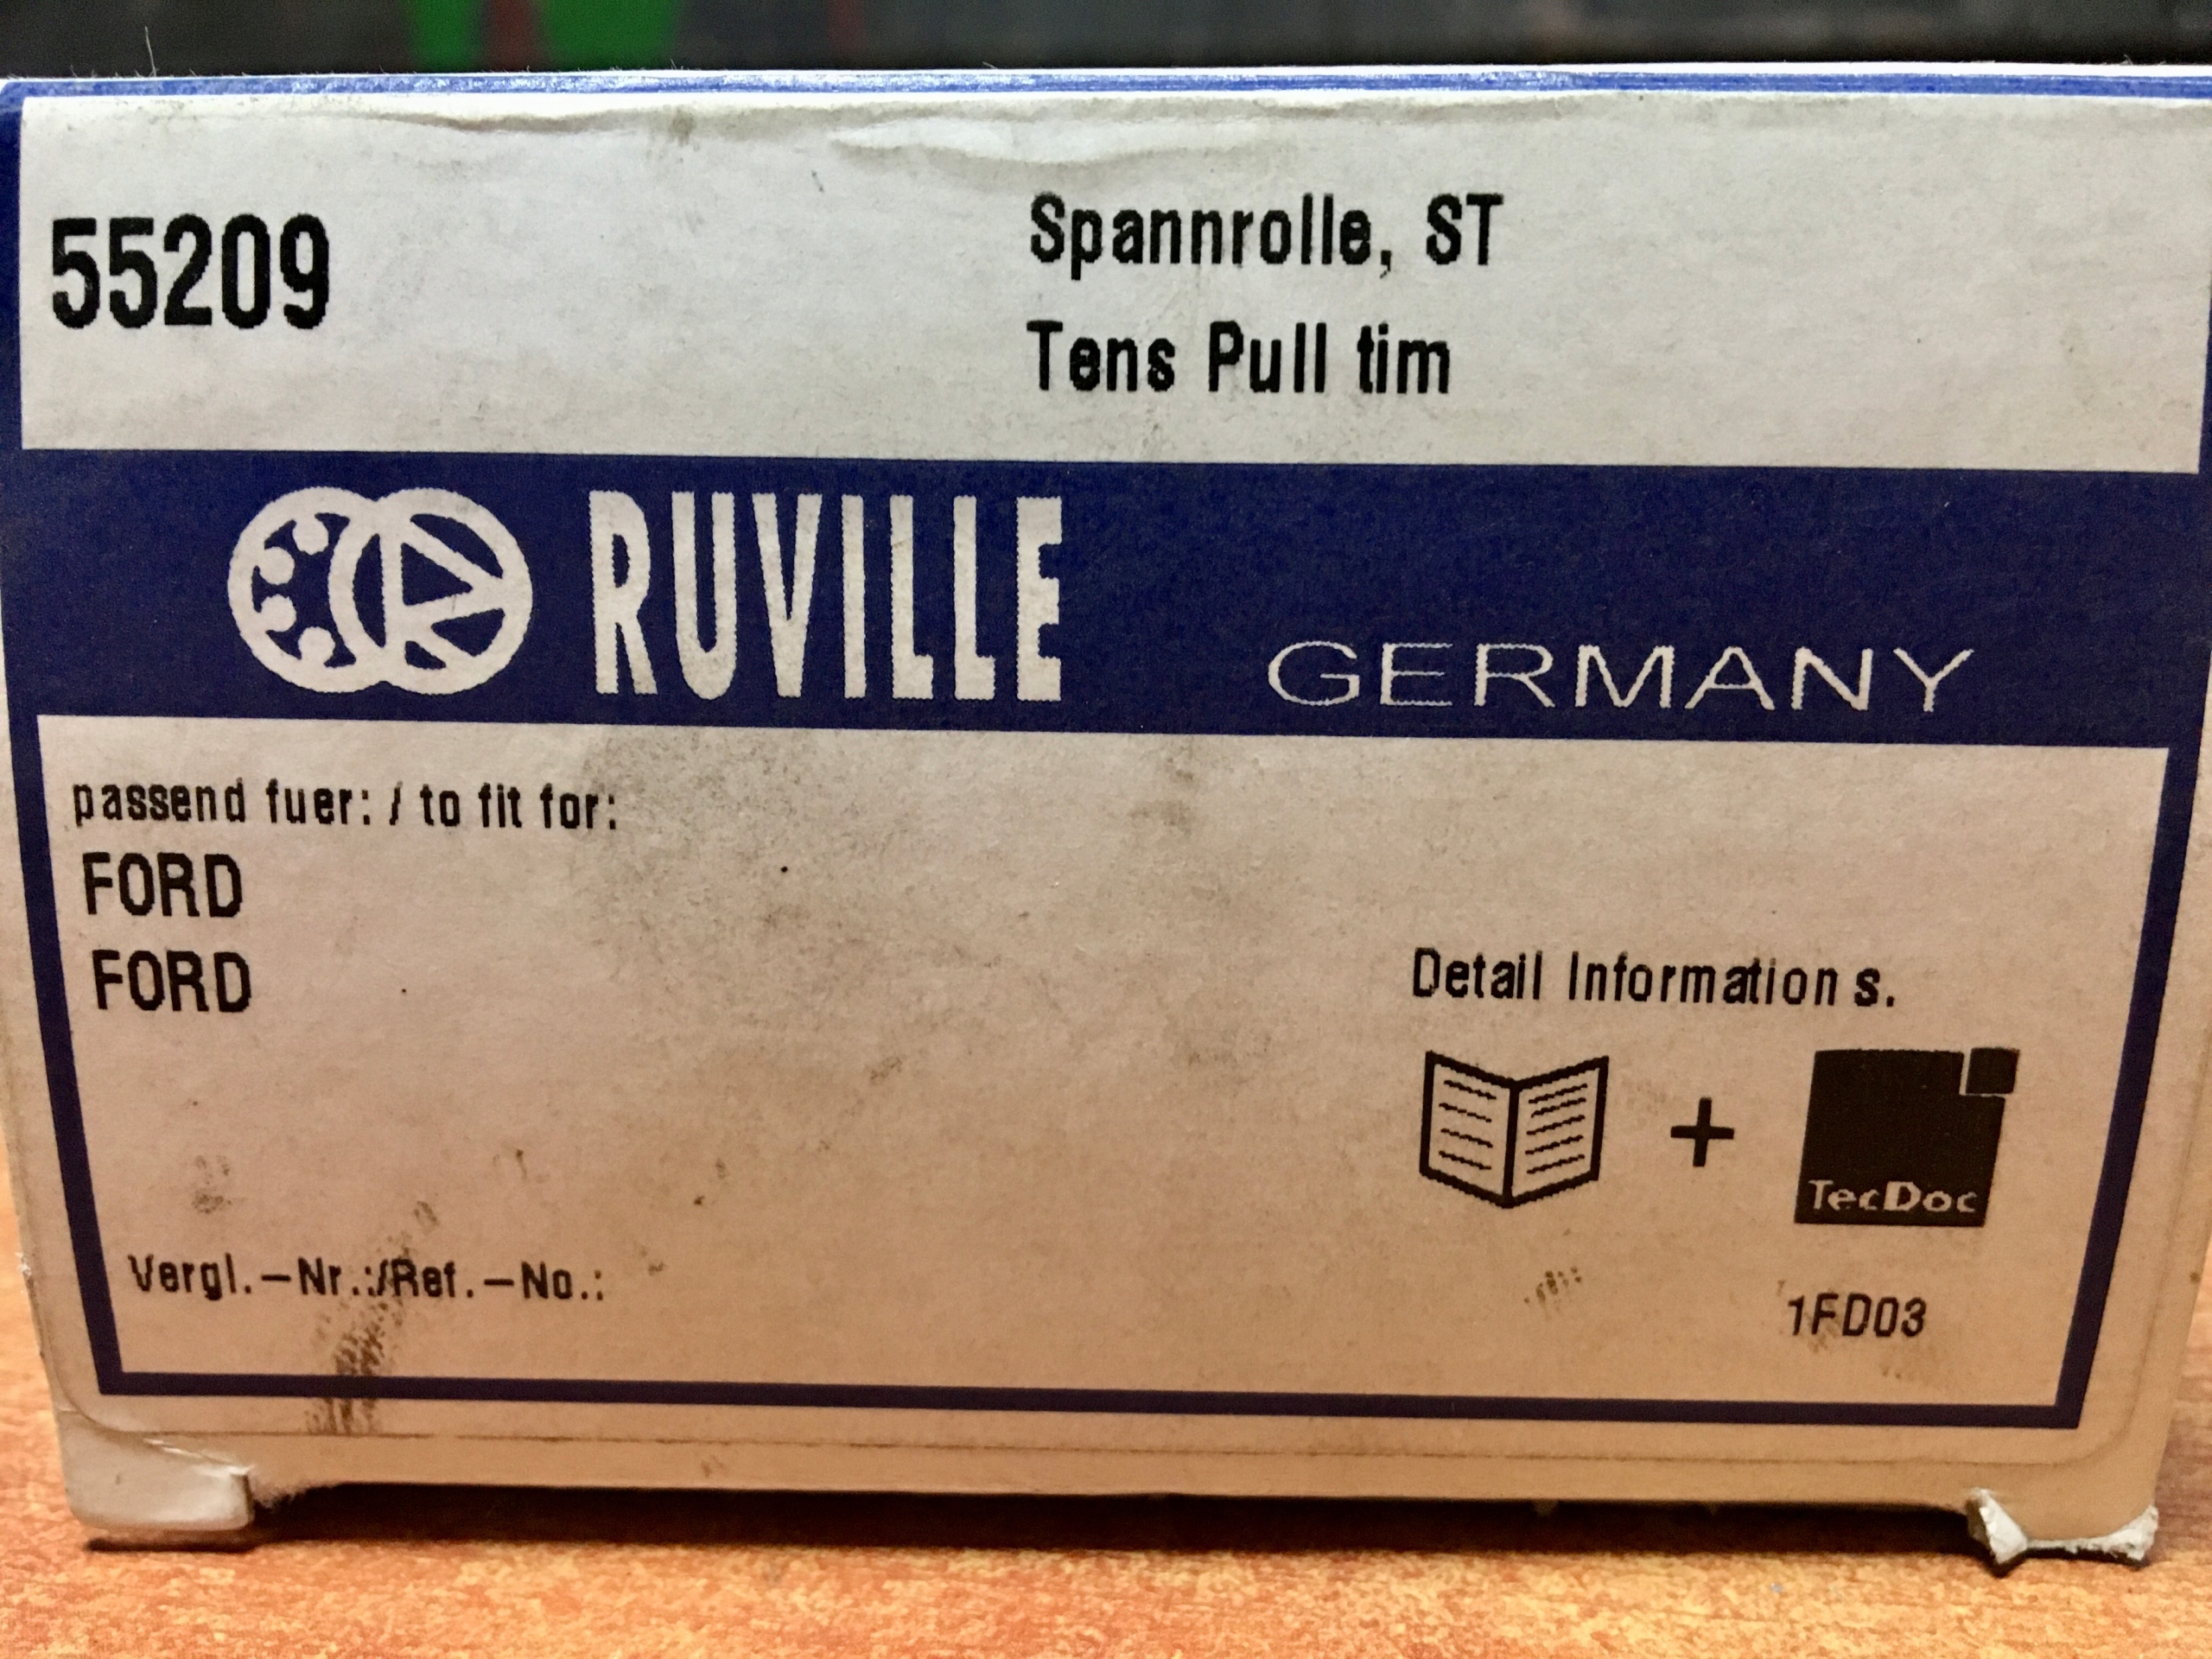 55209
Spannrolle, ST
Tens Pull tim
RUVILLE
GERMANY
passend fuer: / to fit for:
FORD
FORD
Detail Information s.
+
TecDoc
Vergl.-Nr.:/Ref.-No.:
1FD03